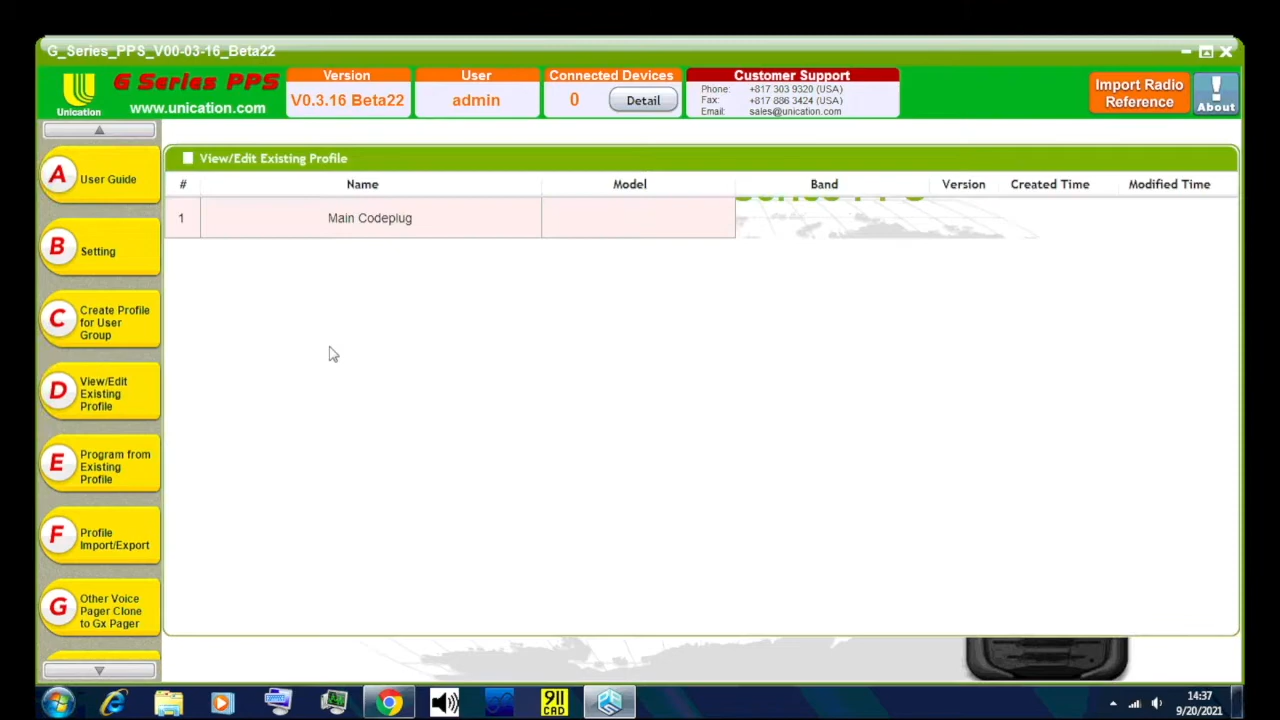 G_Series_PPS_V00-03-16_Beta22
Unication
G Series PPS
www.unication.com
Version
V0.3.16 Beta22
User
admin
Connected Devices
0
Detail
Customer Support
Phone: +817 303 9320 (USA)
Fax: +817 886 3424 (USA)
Email: sales@unication.com
Import Radio
Reference
!
About
A
User Guide
B
Setting
C
Create Profile
for User
Group
D
View/Edit
Existing
Profile
E
Program from
Existing
Profile
F
Profile
Import/Export
G
Other Voice
Pager Clone
to Gx Pager
View/Edit Existing Profile
# Name Model Band Version Created Time Modified Time
1 Main Codeplug
911
CAD
14:37
9/20/2021